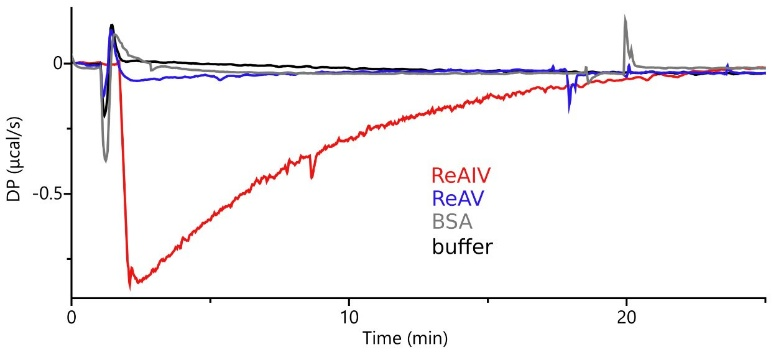 0
-0.5
DP (μcal/s)
ReAIV
ReAV
BSA
buffer
0
10
20
Time (min)